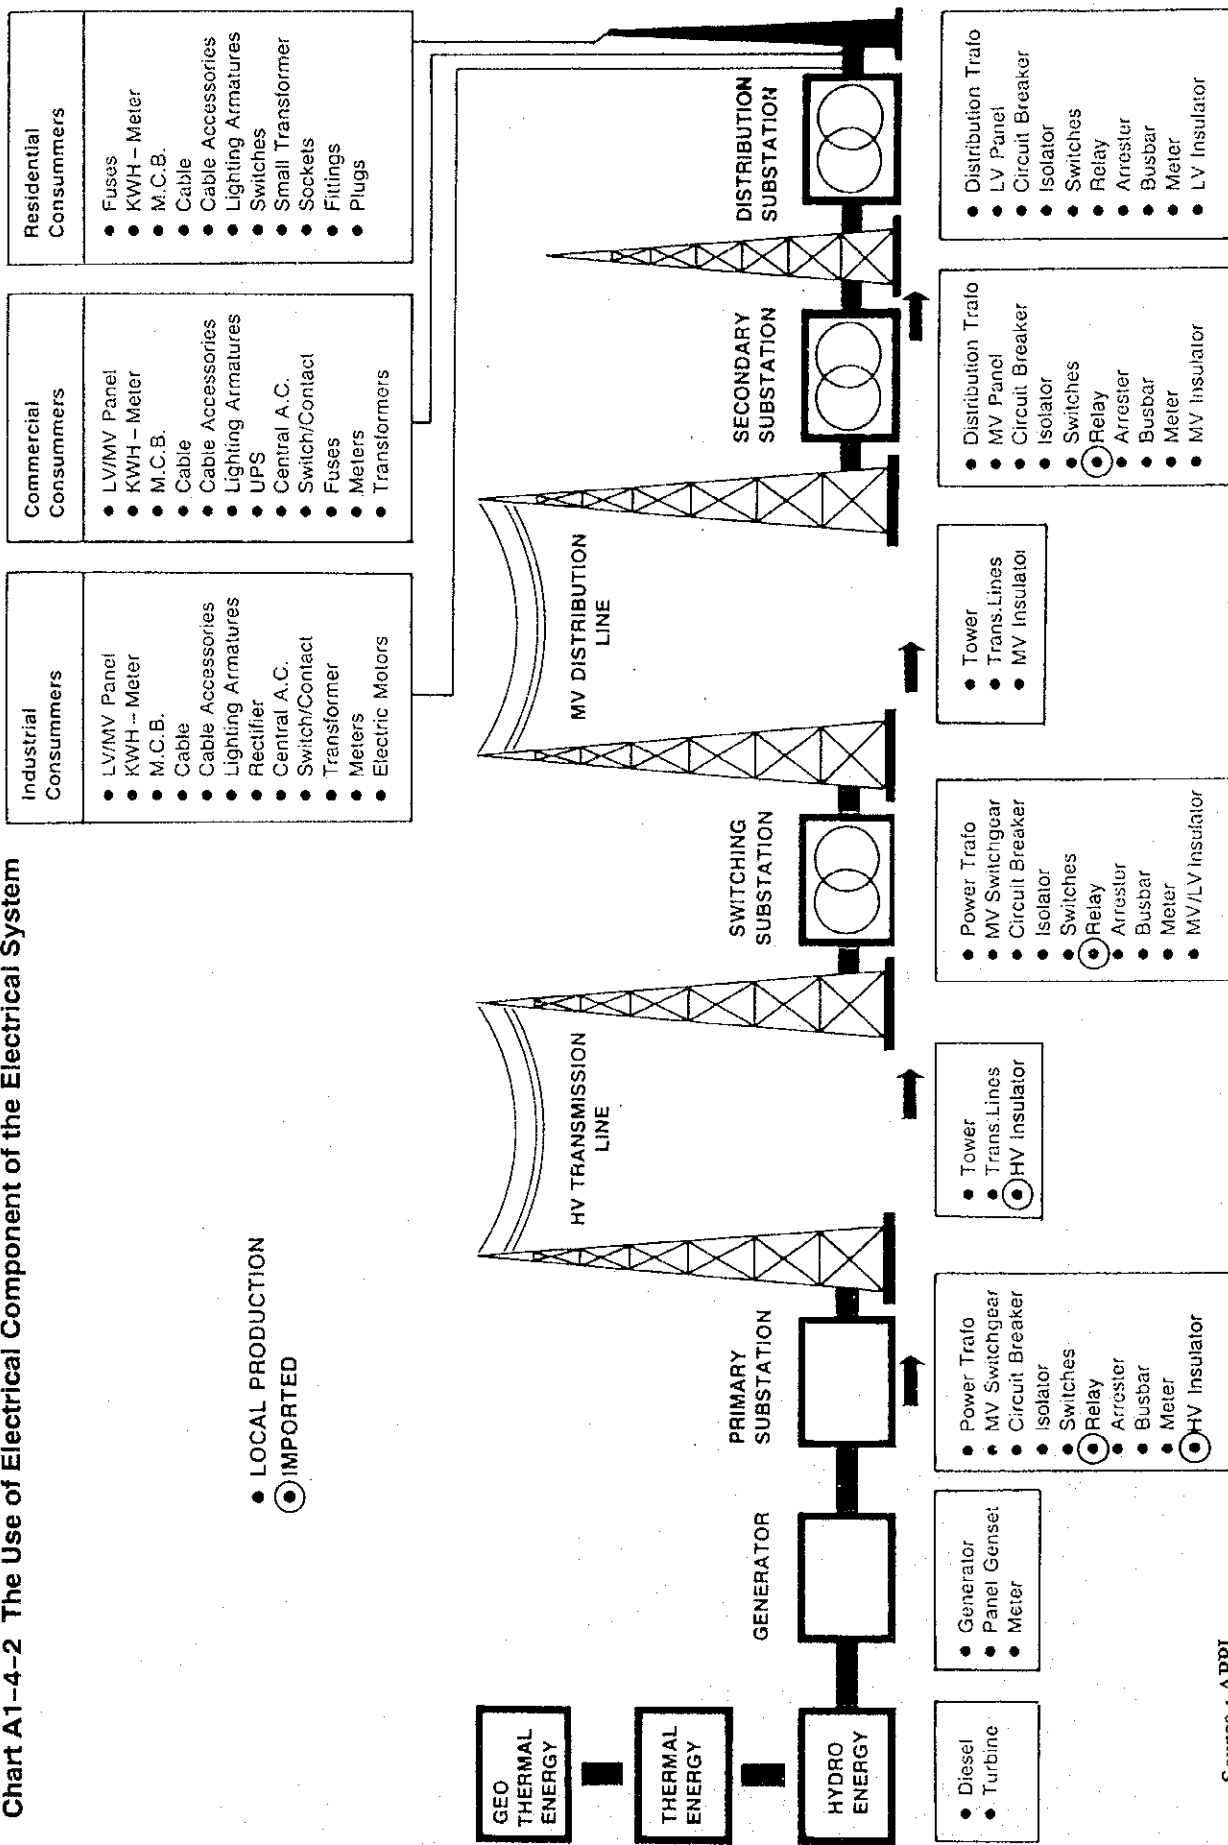 Chart A1-4-2 The Use of Electrical Component of the Electrical System
● LOCAL PRODUCTION
IMPORTED
Industrial
Consummers
● LV/MV Panel
● KWH – Meter
● M.C.B.
● Cable
● Cable Accessories
● Lighting Armatures
● Rectifier
● Central A.C.
● Switch/Contact
● Transformer
● Meters
● Electric Motors
Commercial
Consummers
● LV/MV Panel
● KWH – Meter
● M.C.B.
● Cable
● Cable Accessories
● Lighting Armatures
● UPS
● Central A.C.
● Switch/Contact
● Fuses
● Meters
● Transformers
Residential
Consummers
● Fuses
● KWH – Meter
● M.C.B.
● Cable
● Cable Accessories
● Lighting Armatures
● Switches
● Small Transformer
● Sockets
● Fittings
● Plugs
GEO
THERMAL
ENERGY
THERMAL
ENERGY
HYDRO
ENERGY
GENERATOR
PRIMARY
SUBSTATION
HV TRANSMISSION
LINE
SWITCHING
SUBSTATION
MV DISTRIBUTION
LINE
SECONDARY
SUBSTATION
DISTRIBUTION
SUBSTATION
● Diesel
● Turbine
● Generator
● Panel Genset
● Meter
● Power Trafo
● MV Switchgear
● Circuit Breaker
● Isolator
● Switches
● Relay
● Arrester
● Busbar
● Meter
● HV Insulator
● Tower
● Trans.Lines
● HV Insulator
● Power Trafo
● MV Switchgear
● Circuit Breaker
● Isolator
● Switches
● Relay
● Arrestor
● Busbar
● Meter
● MV/LV Insulator
● Tower
● Trans.Lines
● MV Insulator
● Distribution Trafo
● MV Panel
● Circuit Breaker
● Isolator
● Switches
● Relay
● Arrester
● Busbar
● Meter
● MV Insulator
● Distribution Trafo
● LV Panel
● Circuit Breaker
● Isolator
● Switches
● Relay
● Arrester
● Busbar
● Meter
● LV Insulator